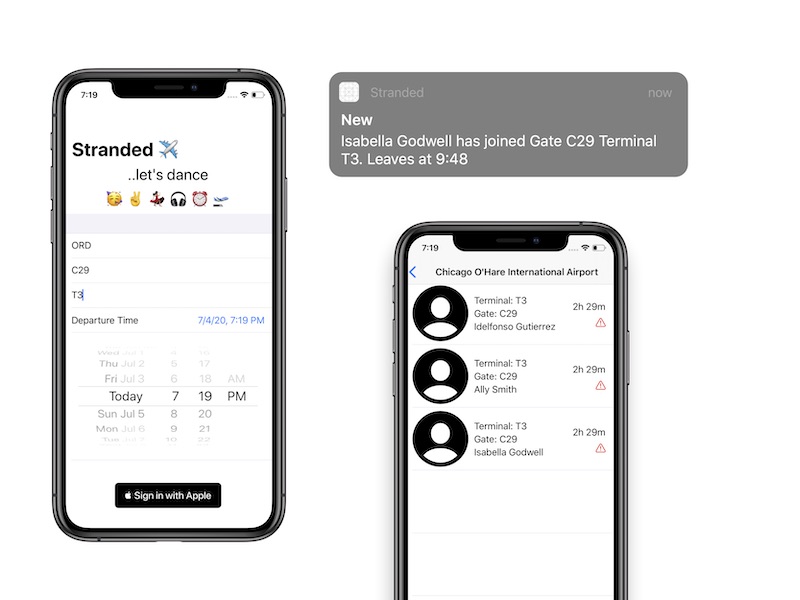 7:19
Stranded ✈️
..let's dance
🥳 ✌️ 💃 🎧 ⏰ 🛫
ORD
C29
T3
Departure Time 7/4/20, 7:19 PM
Wed Jul 1 4 16
Thu Jul 2 5 17
Fri Jul 3 6 18 AM
Today 7 19 PM
Sun Jul 5 8 20
Mon Jul 6 9 21
Tue Jul 7 10 22
Sign in with Apple
Stranded now
New
Isabella Godwell has joined Gate C29 Terminal
T3. Leaves at 9:48
7:19
Chicago O'Hare International Airport
Terminal: T3
Gate: C29
Idelfonso Gutierrez
2h 29m
Terminal: T3
Gate: C29
Ally Smith
2h 29m
Terminal: T3
Gate: C29
Isabella Godwell
2h 29m